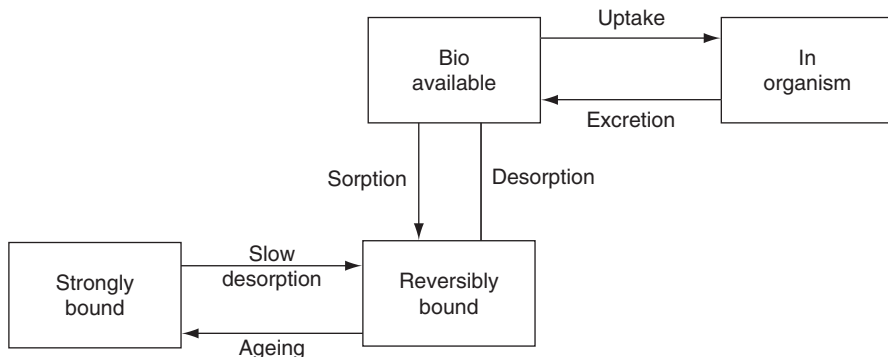 Uptake
Bio
available
In
organism
Excretion
Sorption
Desorption
Strongly
bound
Slow
desorption
Reversibly
bound
Ageing